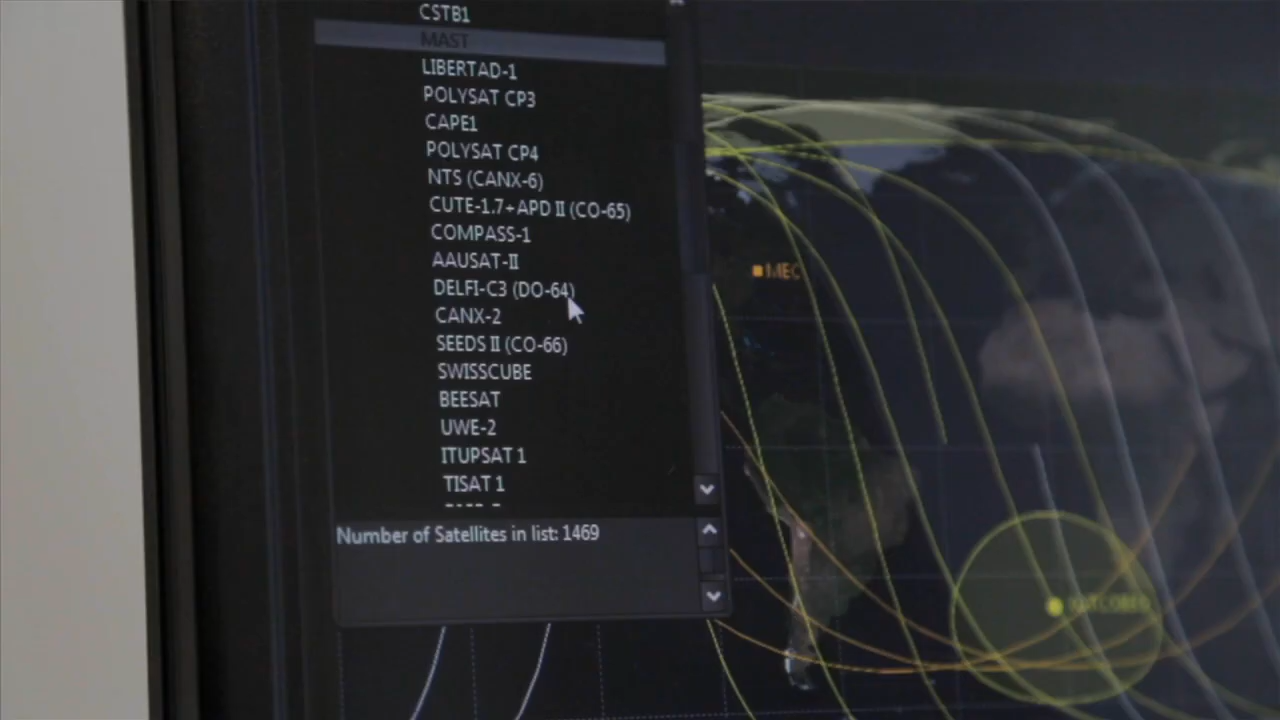 CSTB1
MAST
LIBERTAD-1
POLYSAT CP3
CAPE1
POLYSAT CP4
NTS (CANX-6)
CUTE-1.7+APD II (CO-65)
COMPASS-1
AAUSAT-II
DELFI-C3 (DO-64)
CANX-2
SEEDS II (CO-66)
SWISSCUBE
BEESAT
UWE-2
ITUPSAT 1
TISAT 1
Number of Satellites in list: 1469